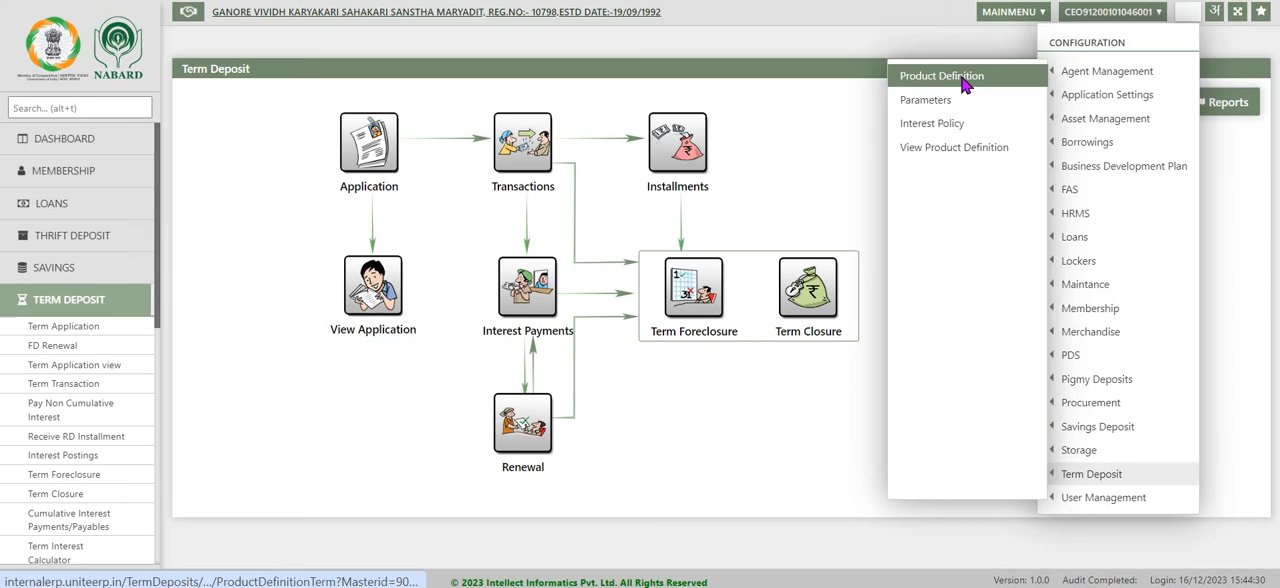 GANORE VIVIDH KARYAKARI SAHAKARI SANSTHA MARYADIT, REG.NO:- 10798,ESTD DATE:-19/09/1992
MAINMENU ▼
CEO91200101046001 ▼
अ
NABARD
Search... (alt+t)
DASHBOARD
MEMBERSHIP
LOANS
THRIFT DEPOSIT
SAVINGS
TERM DEPOSIT
Term Application
FD Renewal
Term Application view
Term Transaction
Pay Non Cumulative
Interest
Receive RD Installment
Interest Postings
Term Foreclosure
Term Closure
Cumulative Interest
Payments/Payables
Term Interest
Calculator
Term Deposit
Application
Transactions
Installments
View Application
Interest Payments
Term Foreclosure
Term Closure
Renewal
Product Definition
Parameters
Interest Policy
View Product Definition
CONFIGURATION
Agent Management
Application Settings
Asset Management
Borrowings
Business Development Plan
FAS
HRMS
Loans
Lockers
Maintance
Membership
Merchandise
PDS
Pigmy Deposits
Procurement
Savings Deposit
Storage
Term Deposit
User Management
Reports
internalerp.uniteerp.in/TermDeposits/.../ProductDefinitionTerm?Masterid=90...
© 2023 Intellect Informatics Pvt. Ltd. All Rights Reserved
Version: 1.0.0 Audit Completed: Login: 16/12/2023 15:44:30